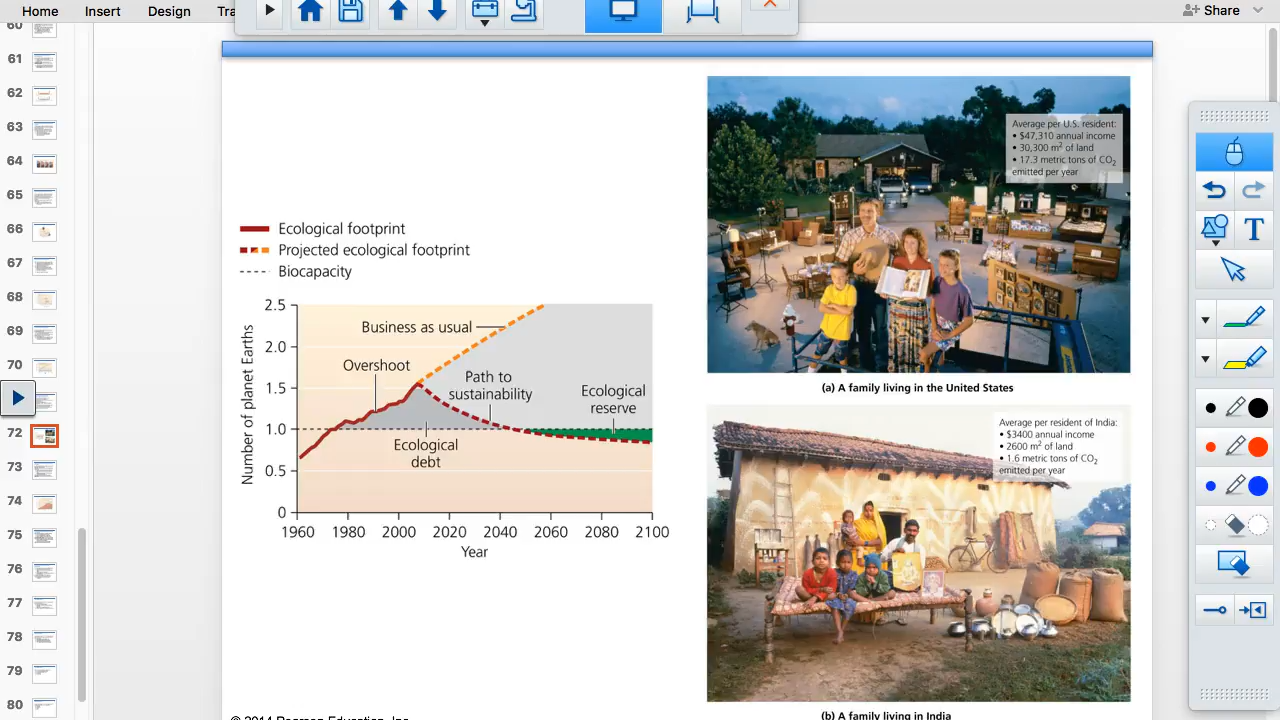 Home Insert Design
Share
60
61
62
63
64
65
66
67
68
69
70
72
73
74
75
76
77
78
79
80
T
Ecological footprint
Projected ecological footprint
Biocapacity
Number of planet Earths
2.5
2.0
1.5
1.0
0.5
0
Business as usual
Overshoot
Path to
sustainability
Ecological
reserve
Ecological
debt
1960 1980 2000 2020 2040 2060 2080 2100
Year
Average per U.S. resident:
• $47,310 annual income
• 30,300 m² of land
• 17.3 metric tons of CO₂
emitted per year
(a) A family living in the United States
Average per resident of India:
• $3400 annual income
• 2600 m² of land
• 1.6 metric tons of CO₂
emitted per year
(b) A family living in India
© 2014 Pearson Education, Inc.